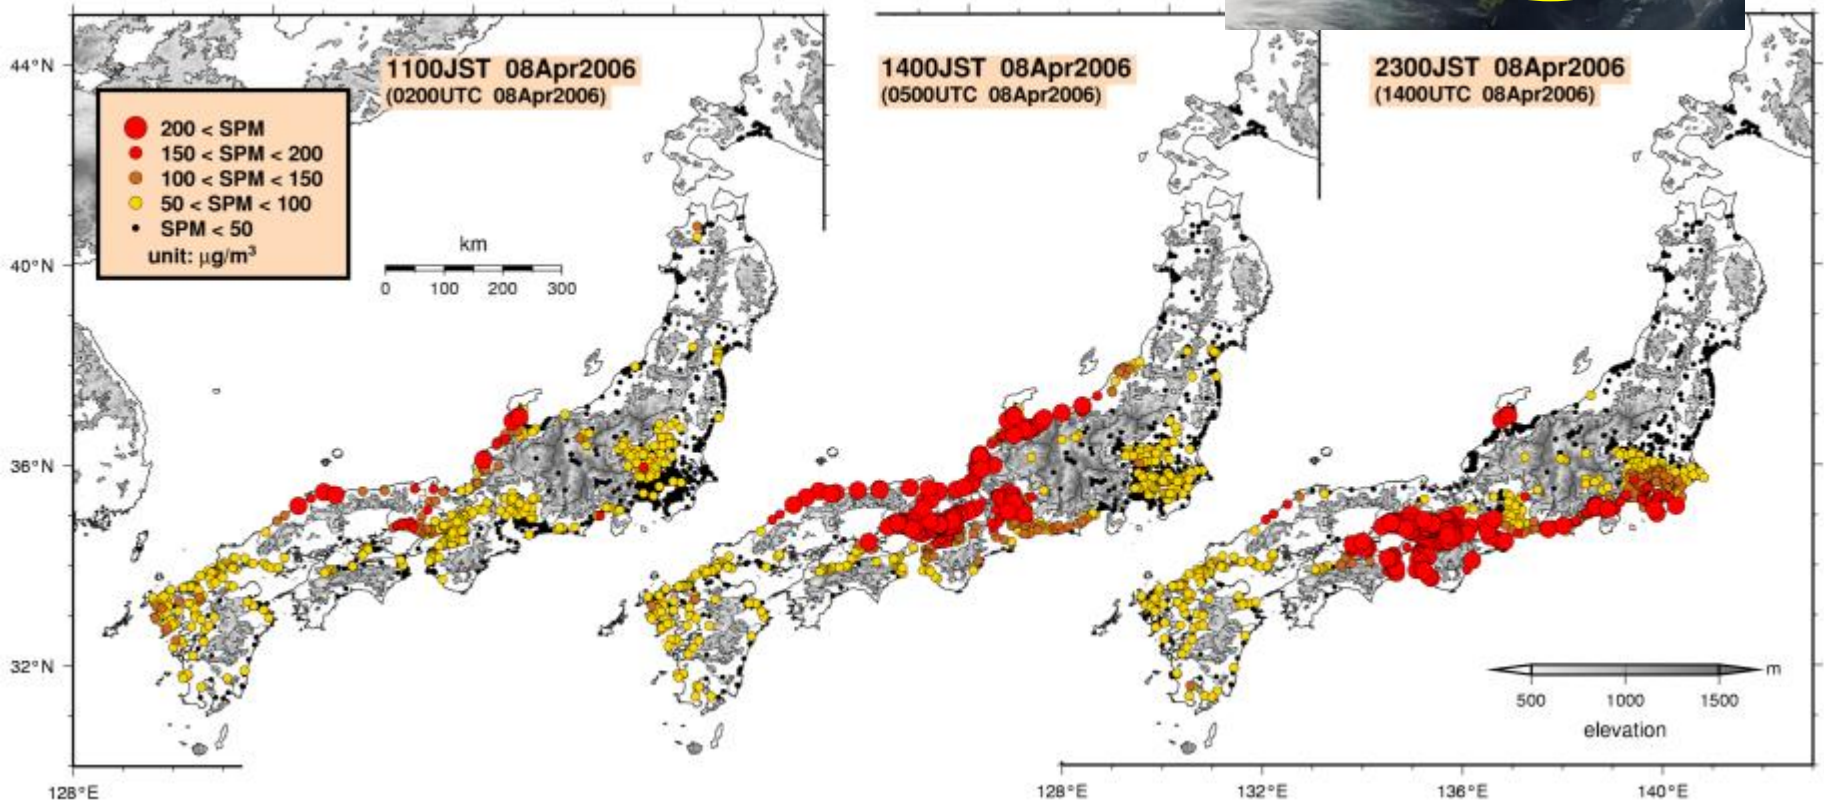 44°N
40°N
36°N
32°N
1100JST 08Apr2006
(0200UTC 08Apr2006)
200 < SPM
150 < SPM < 200
100 < SPM < 150
50 < SPM < 100
SPM < 50
unit: μg/m³
km
0 100 200 300
128°E
1400JST 08Apr2006
(0500UTC 08Apr2006)
2300JST 08Apr2006
(1400UTC 08Apr2006)
m
500 1000 1500
elevation
128°E 132°E 136°E 140°E